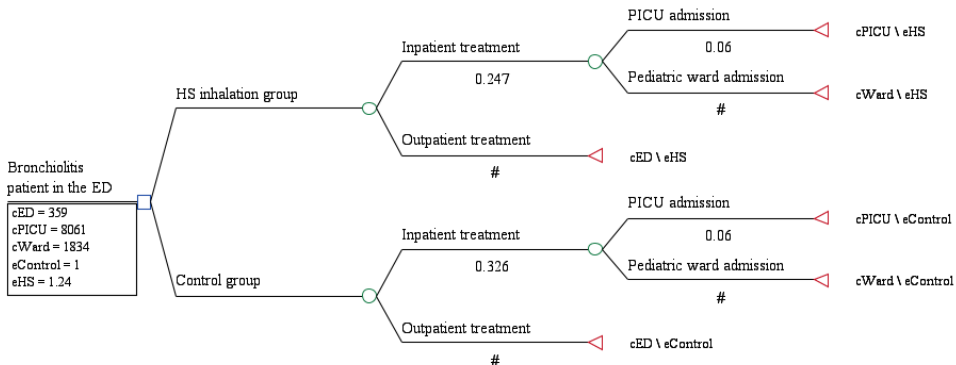 PICU admission
cPICU \ eHS
0.06
Inpatient treatment
0.247
Pediatric ward admission
cWard \ eHS
#
HS inhalation group
Outpatient treatment
cED \ eHS
#
Bronchiolitis
patient in the ED
cED = 359
cPICU = 8061
cWard = 1834
eControl = 1
eHS = 1.24
PICU admission
cPICU \ eControl
0.06
Inpatient treatment
Pediatric ward admission
cWard \ eControl
#
Control group
Outpatient treatment
cED \ eControl
#
0.326